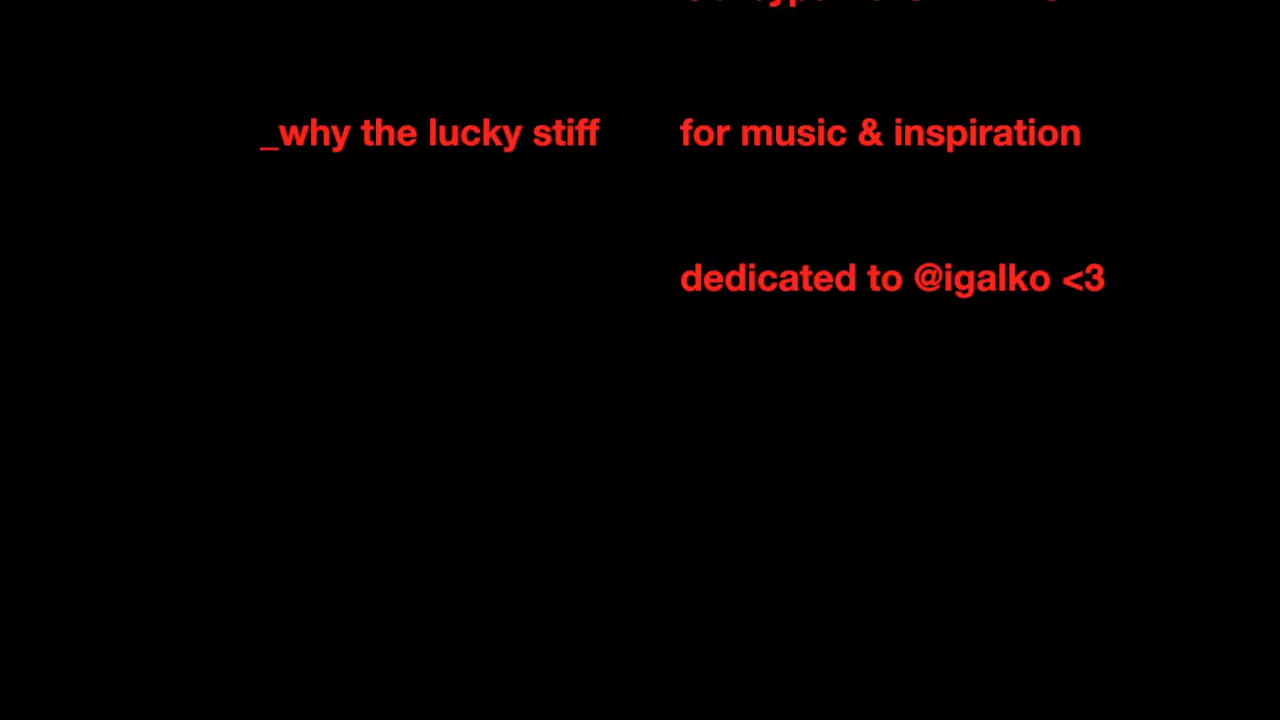 _why the lucky stiff for music & inspiration
dedicated to @igalko <3